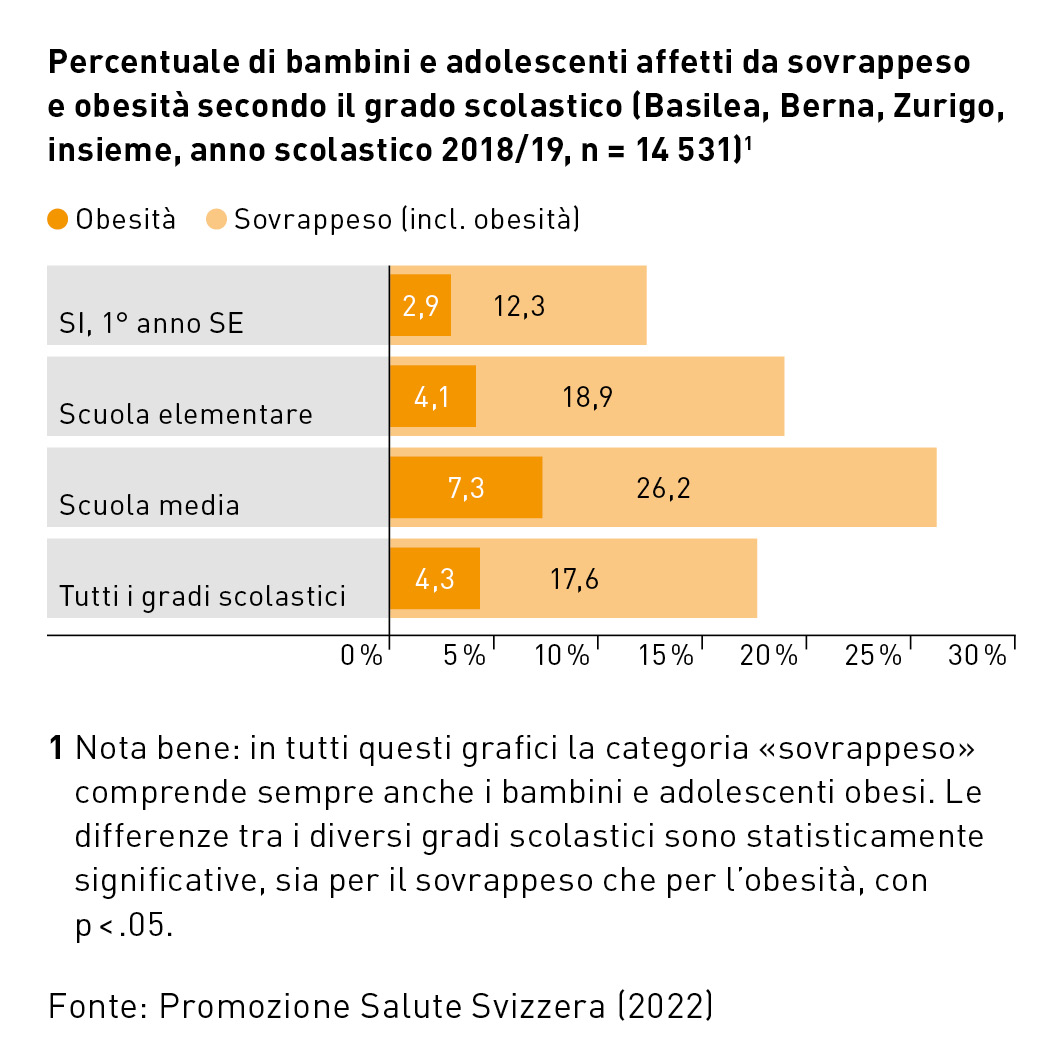 Percentuale di bambini e adolescenti affetti da sovrappeso
e obesità secondo il grado scolastico (Basilea, Berna, Zurigo,
insieme, anno scolastico 2018/19, n = 14 531)¹
Obesità Sovrappeso (incl. obesità)
SI, 1° anno SE 2,9 12,3
Scuola elementare 4,1 18,9
Scuola media 7,3 26,2
Tutti i gradi scolastici 4,3 17,6
0 % 5 % 10 % 15 % 20 % 25 % 30 %
1 Nota bene: in tutti questi grafici la categoria «sovrappeso»
comprende sempre anche i bambini e adolescenti obesi. Le
differenze tra i diversi gradi scolastici sono statisticamente
significative, sia per il sovrappeso che per l’obesità, con
p < .05.
Fonte: Promozione Salute Svizzera (2022)